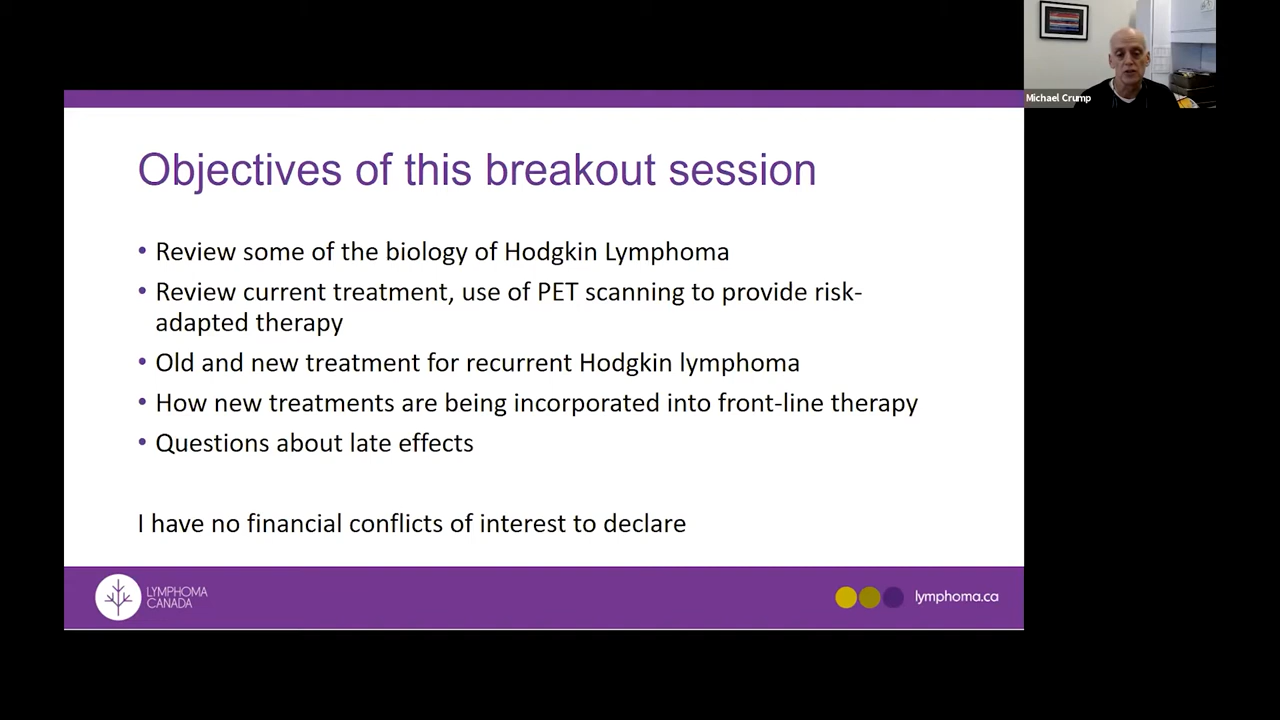 Michael Crump
Objectives of this breakout session
• Review some of the biology of Hodgkin Lymphoma
• Review current treatment, use of PET scanning to provide risk-
adapted therapy
• Old and new treatment for recurrent Hodgkin lymphoma
• How new treatments are being incorporated into front-line therapy
• Questions about late effects
I have no financial conflicts of interest to declare
LYMPHOMA
CANADA
lymphoma.ca